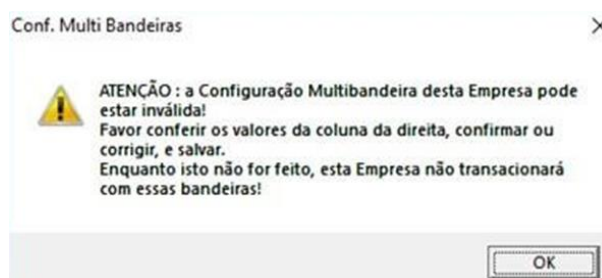 Conf. Multi Bandeiras
ATENÇÃO : a Configuração Multibandeira desta Empresa pode
estar inválida!
Favor conferir os valores da coluna da direita, confirmar ou
corrigir, e salvar.
Enquanto isto não for feito, esta Empresa não transacionará
com essas bandeiras!
OK